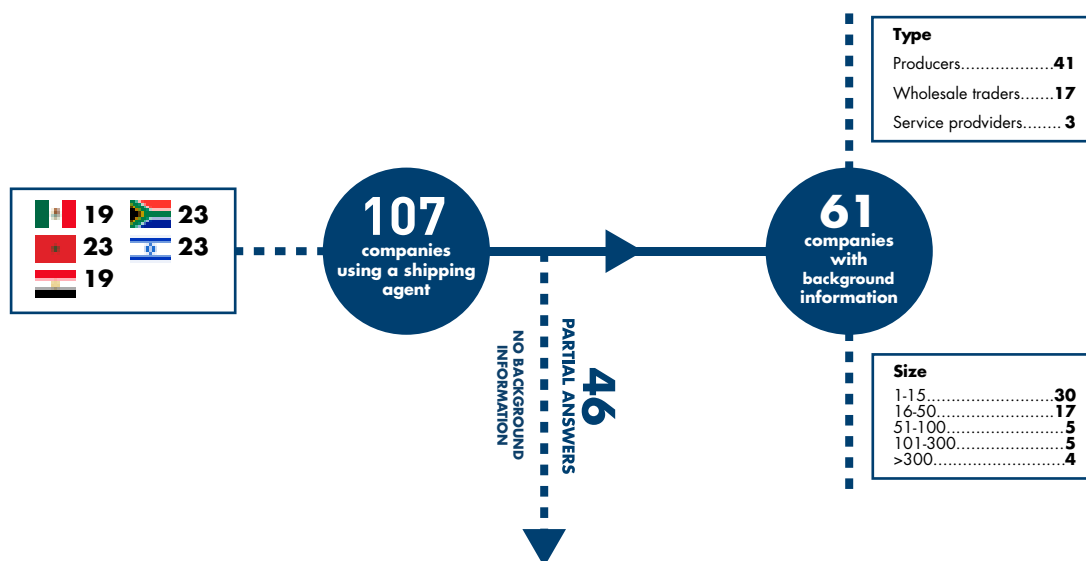 Type
Producers...................41
Wholesale traders.......17
Service prodviders........3
19
23
23
23
19
107
companies
using a shipping
agent
61
companies
with
background
information
46
PARTIAL ANSWERS
NO BACKGROUND
INFORMATION
Size
1-15.........................30
16-50.......................17
51-100......................5
101-300.....................5
>300..........................4